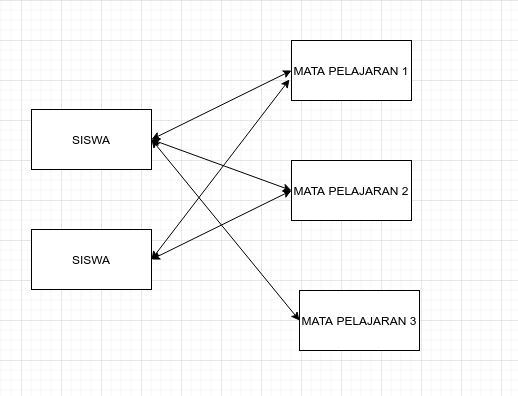 MATA PELAJARAN 1
SISWA
MATA PELAJARAN 2
SISWA
MATA PELAJARAN 3